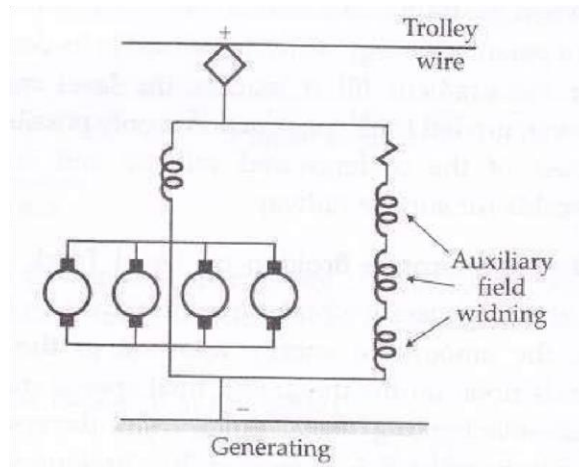 +
Trolley
wire
Auxiliary
field
widning
−
Generating